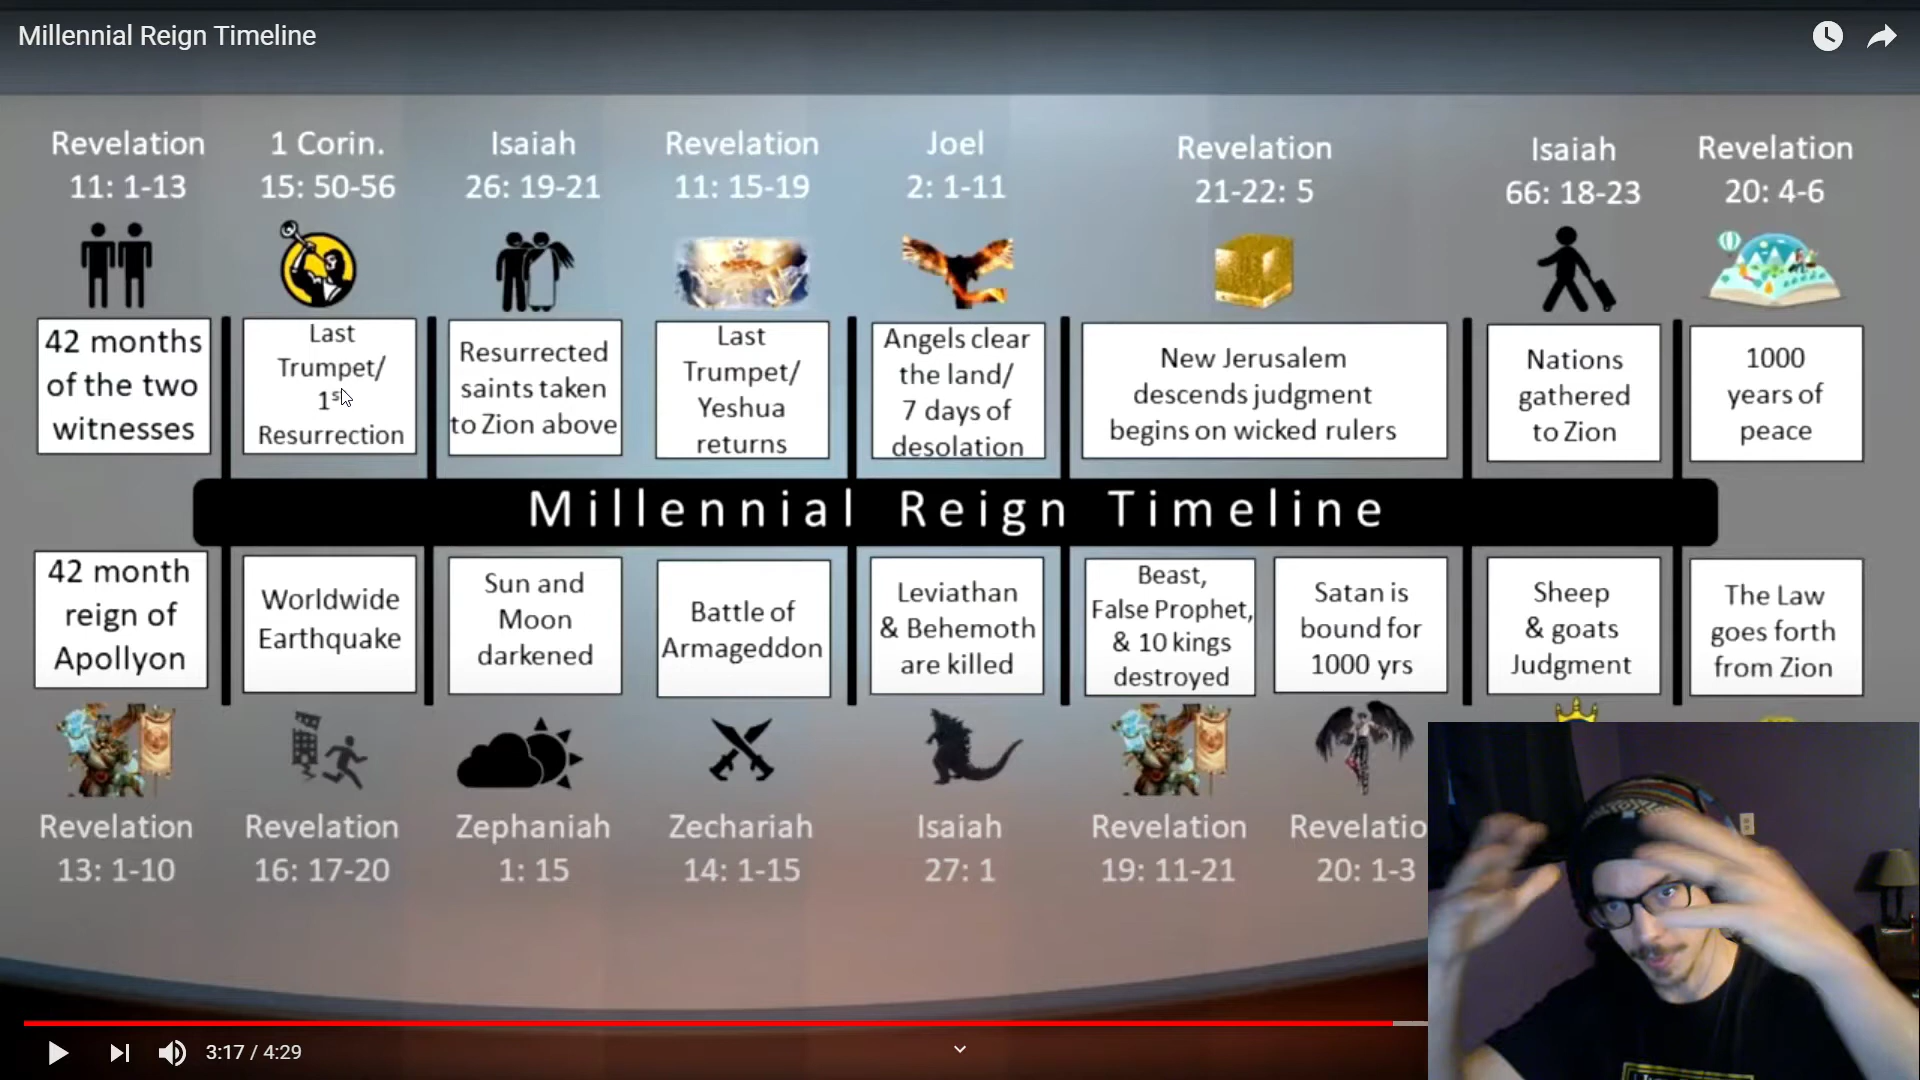 Millennial Reign Timeline
Revelation
11: 1-13
1 Corin.
15: 50-56
Isaiah
26: 19-21
Revelation
11: 15-19
Joel
2: 1-11
Revelation
21-22: 5
Isaiah
66: 18-23
Revelation
20: 4-6
42 months
of the two
witnesses
Last
Trumpet/
1st
Resurrection
Resurrected
saints taken
to Zion above
Last
Trumpet/
Yeshua
returns
Angels clear
the land/
7 days of
desolation
New Jerusalem
descends judgment
begins on wicked rulers
Nations
gathered
to Zion
1000
years of
peace
Millennial Reign Timeline
42 month
reign of
Apollyon
Worldwide
Earthquake
Sun and
Moon
darkened
Battle of
Armageddon
Leviathan
& Behemoth
are killed
Beast,
False Prophet,
& 10 kings
destroyed
Satan is
bound for
1000 yrs
Sheep
& goats
Judgment
The Law
goes forth
from Zion
Revelation
13: 1-10
Revelation
16: 17-20
Zephaniah
1: 15
Zechariah
14: 1-15
Isaiah
27: 1
Revelation
19: 11-21
Revelatio
20: 1-3
3:17 / 4:29